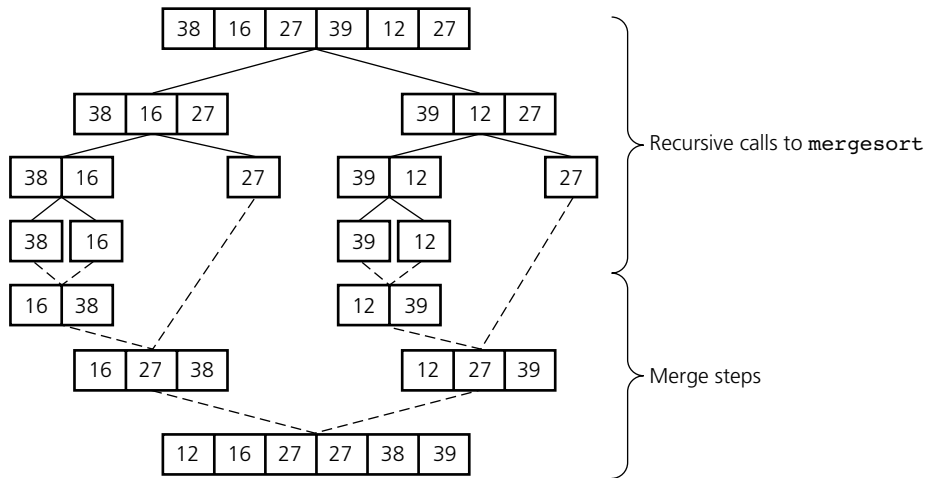 38 16 27 39 12 27
38 16 27 39 12 27
Recursive calls to mergesort
38 16 27 39 12 27
38 16 39 12
16 38 12 39
16 27 38 12 27 39
Merge steps
12 16 27 27 38 39